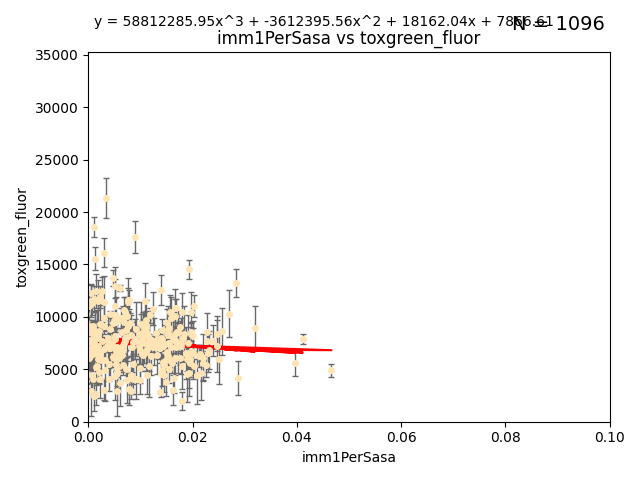 y = 58812285.95x^3 + -3612395.56x^2 + 18162.04x + 7866.61
N = 1096
imm1PerSasa vs toxgreen_fluor
35000
30000
25000
20000
15000
10000
5000
0
toxgreen_fluor
0.00 0.02 0.04 0.06 0.08 0.10
imm1PerSasa